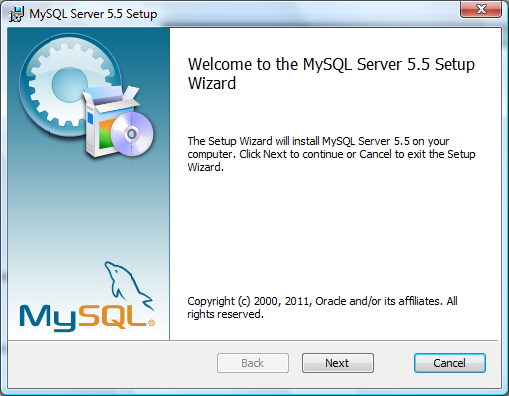 MySQL Server 5.5 Setup
Welcome to the MySQL Server 5.5 Setup
Wizard
The Setup Wizard will install MySQL Server 5.5 on your
computer. Click Next to continue or Cancel to exit the Setup
Wizard.
MySQL®
Copyright (c) 2000, 2011, Oracle and/or its affiliates. All
rights reserved.
Back
Next
Cancel